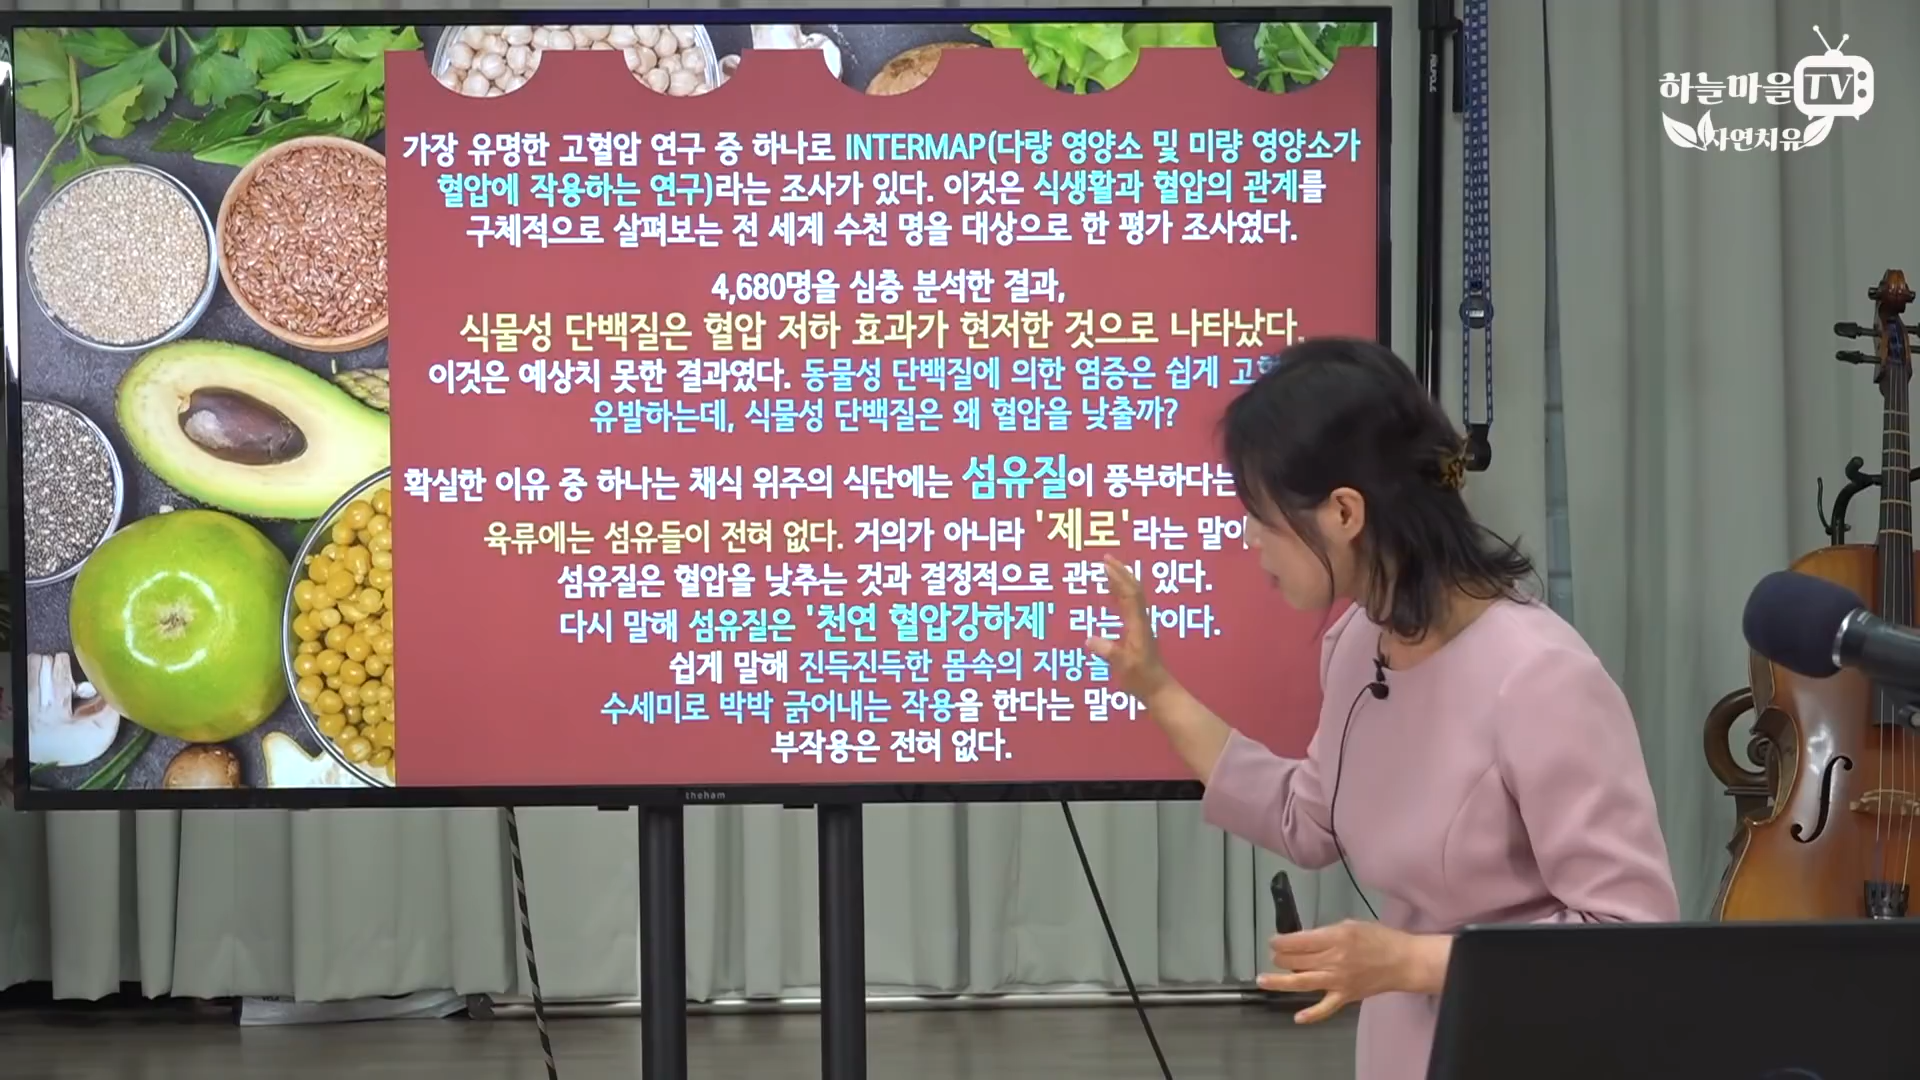 하늘마을TV
자연치유
가장 유명한 고혈압 연구 중 하나로 INTERMAP(다량 영양소 및 미량 영양소가
혈압에 작용하는 연구)라는 조사가 있다. 이것은 식생활과 혈압의 관계를
구체적으로 살펴보는 전 세계 수천 명을 대상으로 한 평가 조사였다.
4,680명을 심층 분석한 결과,
식물성 단백질은 혈압 저하 효과가 현저한 것으로 나타났다.
이것은 예상치 못한 결과였다. 동물성 단백질에 의한 염증은 쉽게
유발하는데, 식물성 단백질은 왜 혈압을 낮출까?
확실한 이유 중 하나는 채식 위주의 식단에는 섬유질이 풍부하다는
육류에는 섬유들이 전혀 없다. 거의가 아니라 '제로'라는
섬유질은 혈압을 낮추는 것과 결정적으로 있다.
다시 말해 섬유질은 '천연 혈압강하제' 라는
쉽게 말해 진득진득한 몸속의 지방을
수세미로 박박 긁어내는 작용을 한다는
부작용은 전혀 없다.
theham